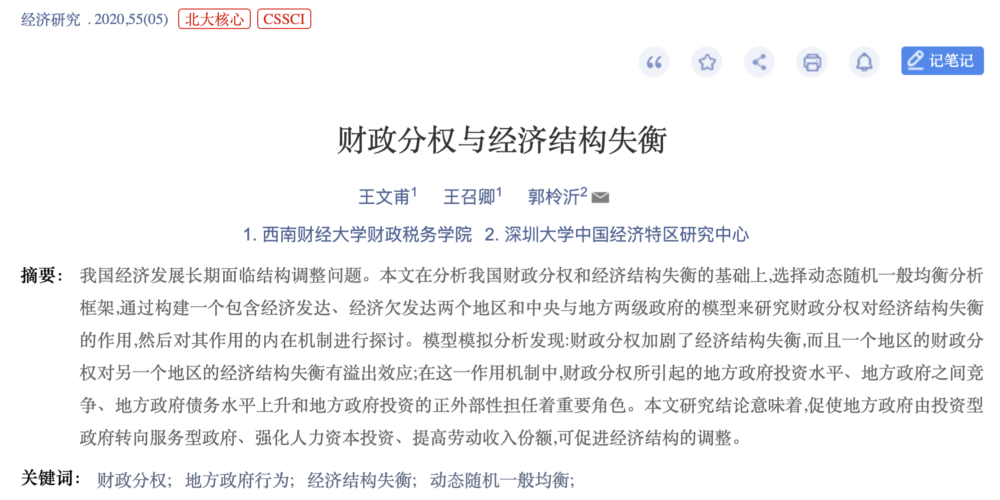 经济研究 . 2020,55(05) 北大核心 CSSCI
记笔记
财政分权与经济结构失衡
王文甫1 王召卿1 郭柃沂2
1. 西南财经大学财政税务学院 2. 深圳大学中国经济特区研究中心
摘要： 我国经济发展长期面临结构调整问题。本文在分析我国财政分权和经济结构失衡的基础上,选择动态随机一般均衡分析
框架,通过构建一个包含经济发达、经济欠发达两个地区和中央与地方两级政府的模型来研究财政分权对经济结构失衡
的作用,然后对其作用的内在机制进行探讨。模型模拟分析发现:财政分权加剧了经济结构失衡,而且一个地区的财政分
权对另一个地区的经济结构失衡有溢出效应;在这一作用机制中,财政分权所引起的地方政府投资水平、地方政府之间竞
争、地方政府债务水平上升和地方政府投资的正外部性担任着重要角色。本文研究结论意味着,促使地方政府由投资型
政府转向服务型政府、强化人力资本投资、提高劳动收入份额,可促进经济结构的调整。
关键词： 财政分权; 地方政府行为; 经济结构失衡; 动态随机一般均衡;